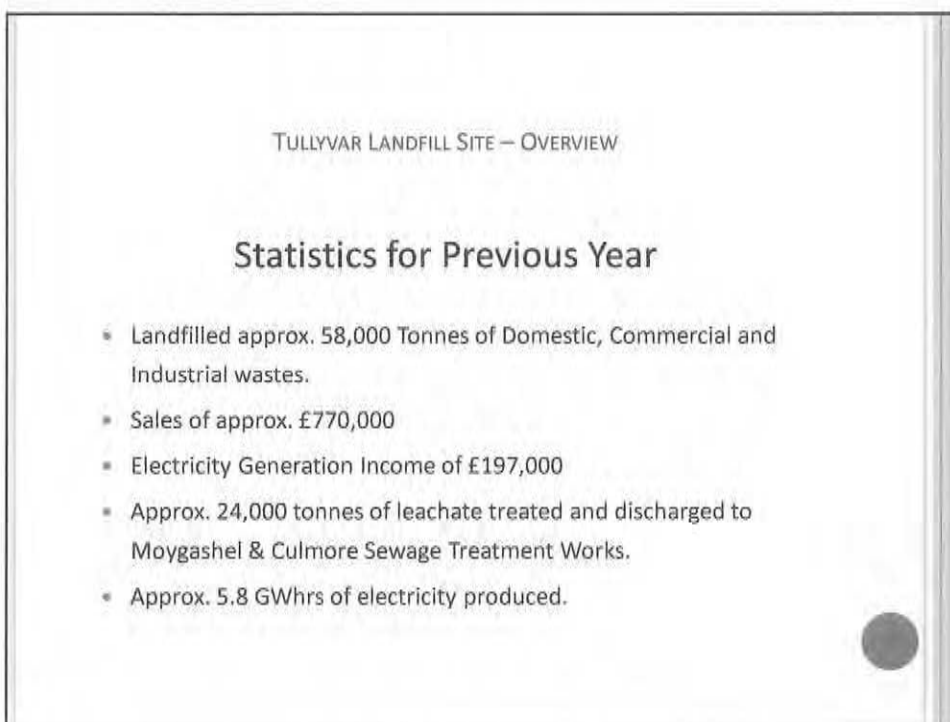 TULLYVAR LANDFILL SITE – OVERVIEW
Statistics for Previous Year
• Landfilled approx. 58,000 Tonnes of Domestic, Commercial and
Industrial wastes.
• Sales of approx. £770,000
• Electricity Generation Income of £197,000
• Approx. 24,000 tonnes of leachate treated and discharged to
Moygashel & Culmore Sewage Treatment Works.
• Approx. 5.8 GWhrs of electricity produced.